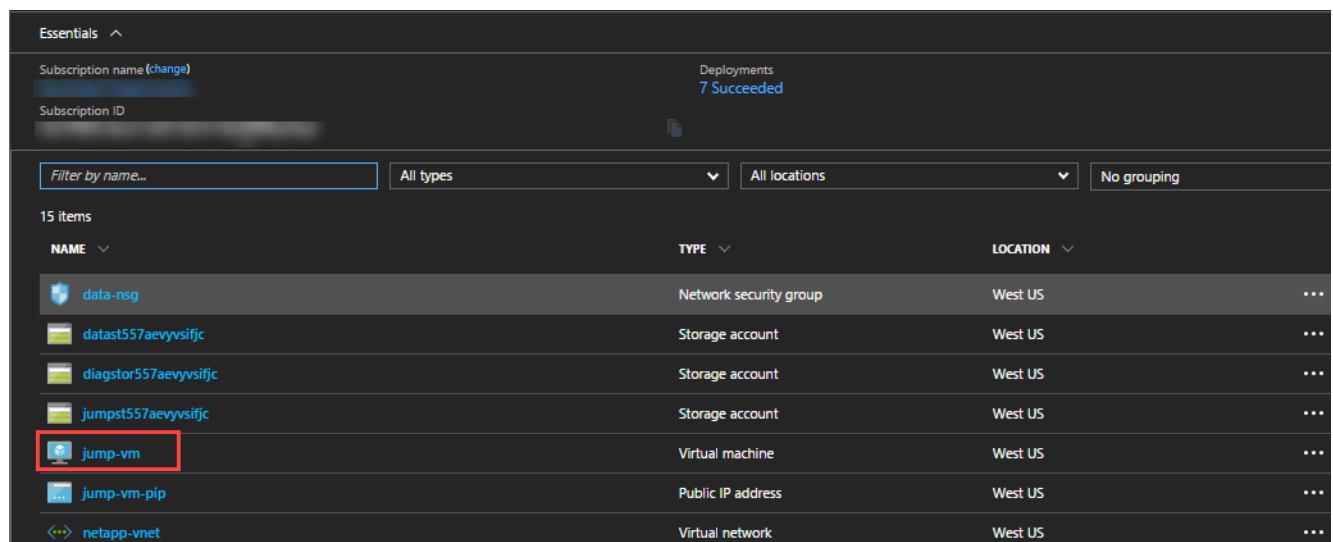 Essentials
Subscription name (change) Deployments
7 Succeeded
Subscription ID
Filter by name... All types All locations No grouping
15 items
NAME TYPE LOCATION
data-nsg Network security group West US ...
datast557aevyvsifjc Storage account West US ...
diagstor557aevyvsifjc Storage account West US ...
jumpst557aevyvsifjc Storage account West US ...
jump-vm Virtual machine West US ...
jump-vm-pip Public IP address West US ...
netapp-vnet Virtual network West US ...